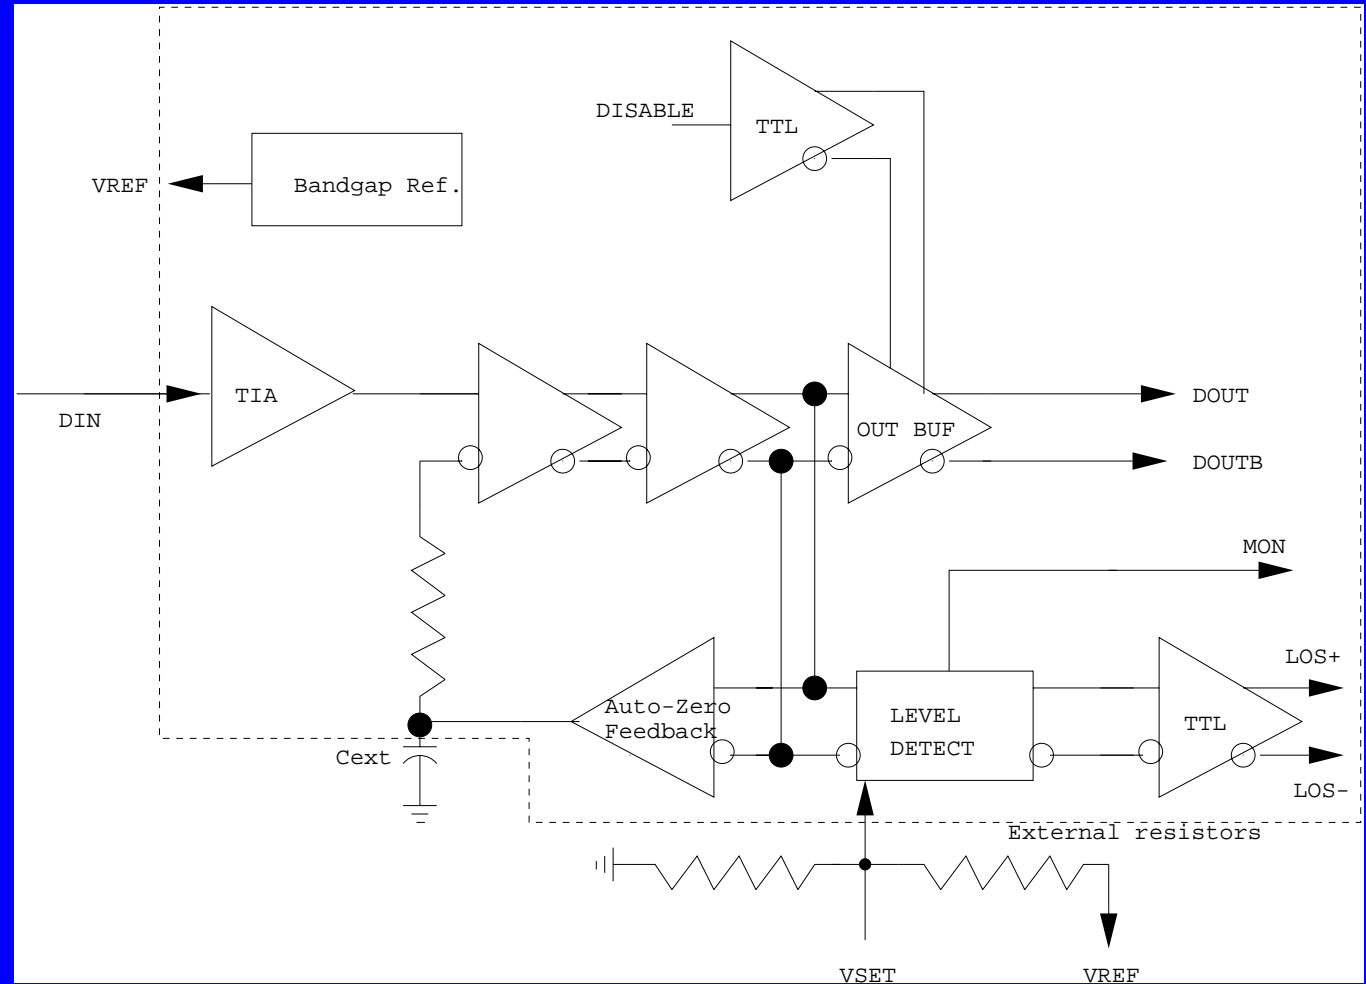 DISABLE
TTL
VREF
Bandgap Ref.
TIA
DIN
OUT BUF
DOUT
DOUTB
MON
LOS+
Auto-Zero
Feedback
LEVEL
DETECT
TTL
Cext
LOS-
External resistors
VSET
VREF